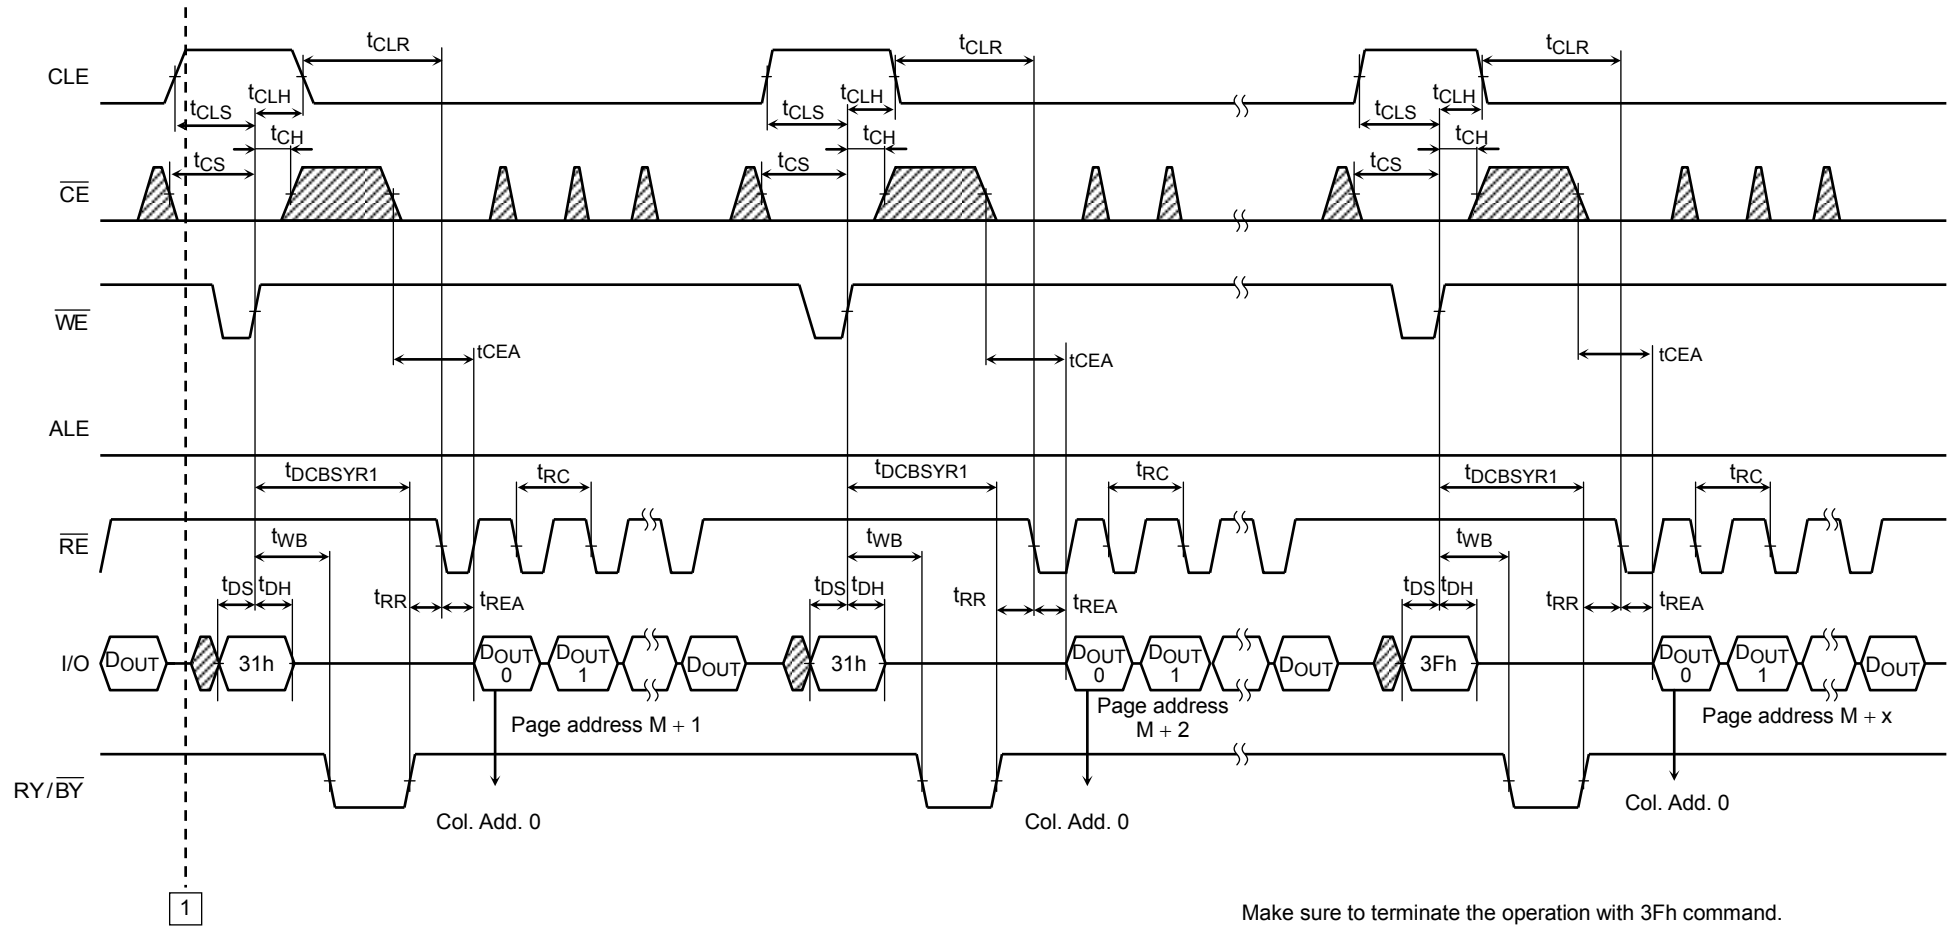 tCLR tCLR tCLR
CLE
tCLH tCLH tCLH
tCLS tCLS tCLS
tCH tCH tCH
tCS tCS tCS
CE
WE
tCEA tCEA tCEA
ALE
tDCBSYR1 tRC tDCBSYR1 tRC tDCBSYR1 tRC
RE
tWB tWB tWB
tDS tDH tDS tDH tDS tDH
tRR tREA tRR tREA tRR tREA
I/O DOUT 31h DOUT 0 DOUT 1 DOUT 31h DOUT 0 DOUT 1 DOUT 3Fh DOUT 0 DOUT 1 DOUT
Page address M + 1
Page address
M + 2
Page address M + x
RY/BY
Col. Add. 0 Col. Add. 0 Col. Add. 0
1
Make sure to terminate the operation with 3Fh command.